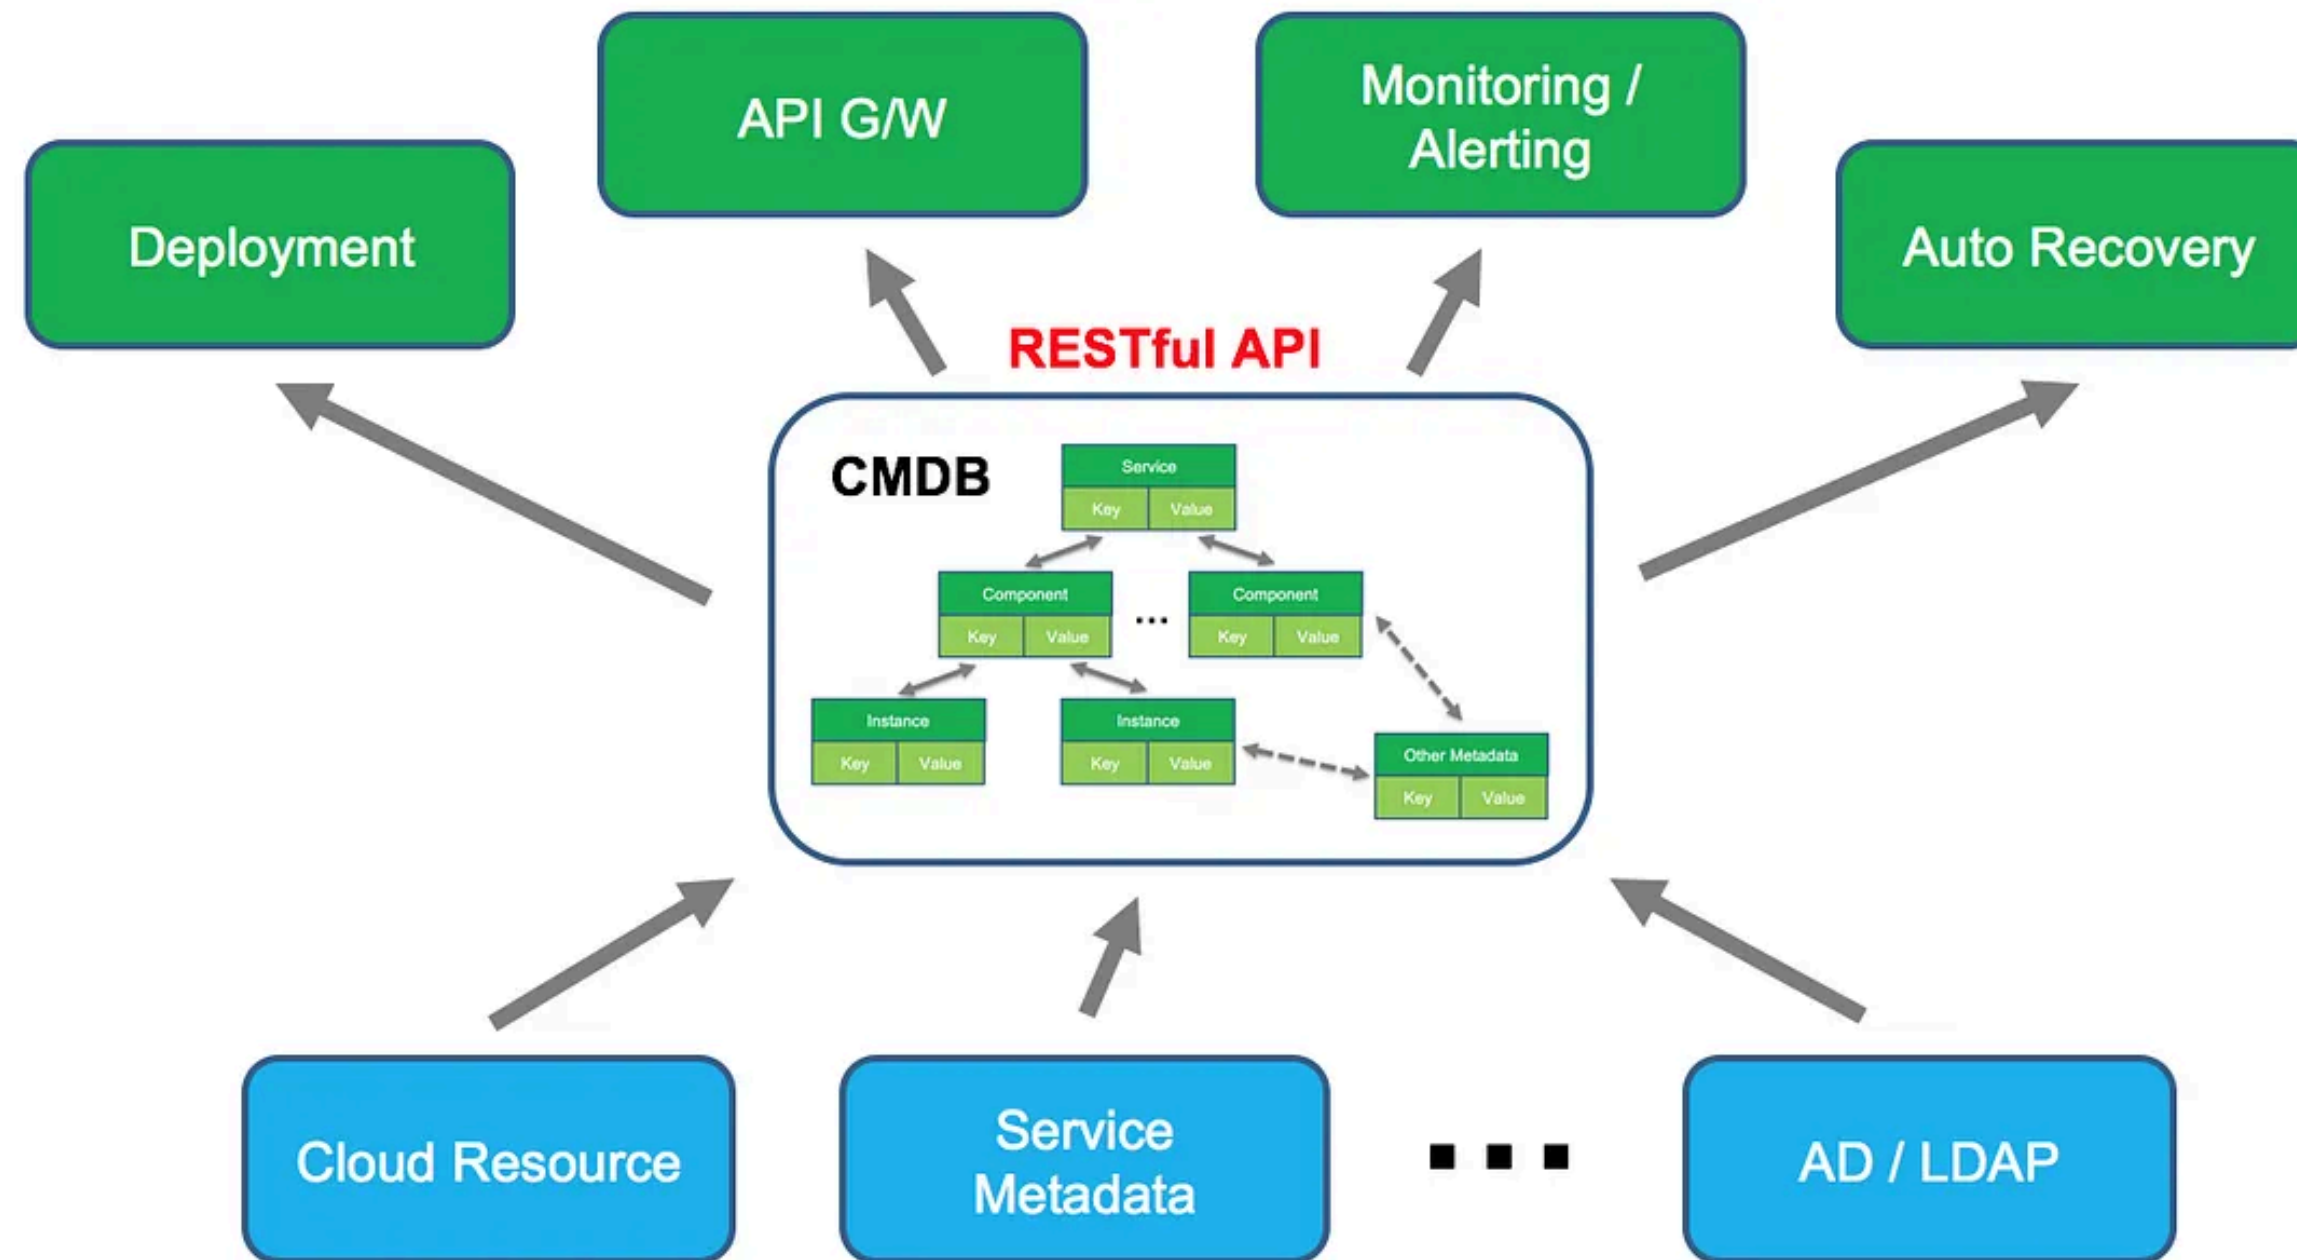 API G/W
Monitoring /
Alerting
Deployment
Auto Recovery
RESTful API
CMDB
Service
Key Value
Component
Key Value
...
Component
Key Value
Instance
Key Value
Instance
Key Value
Other Metadata
Key Value
Cloud Resource
Service
Metadata
...
AD / LDAP